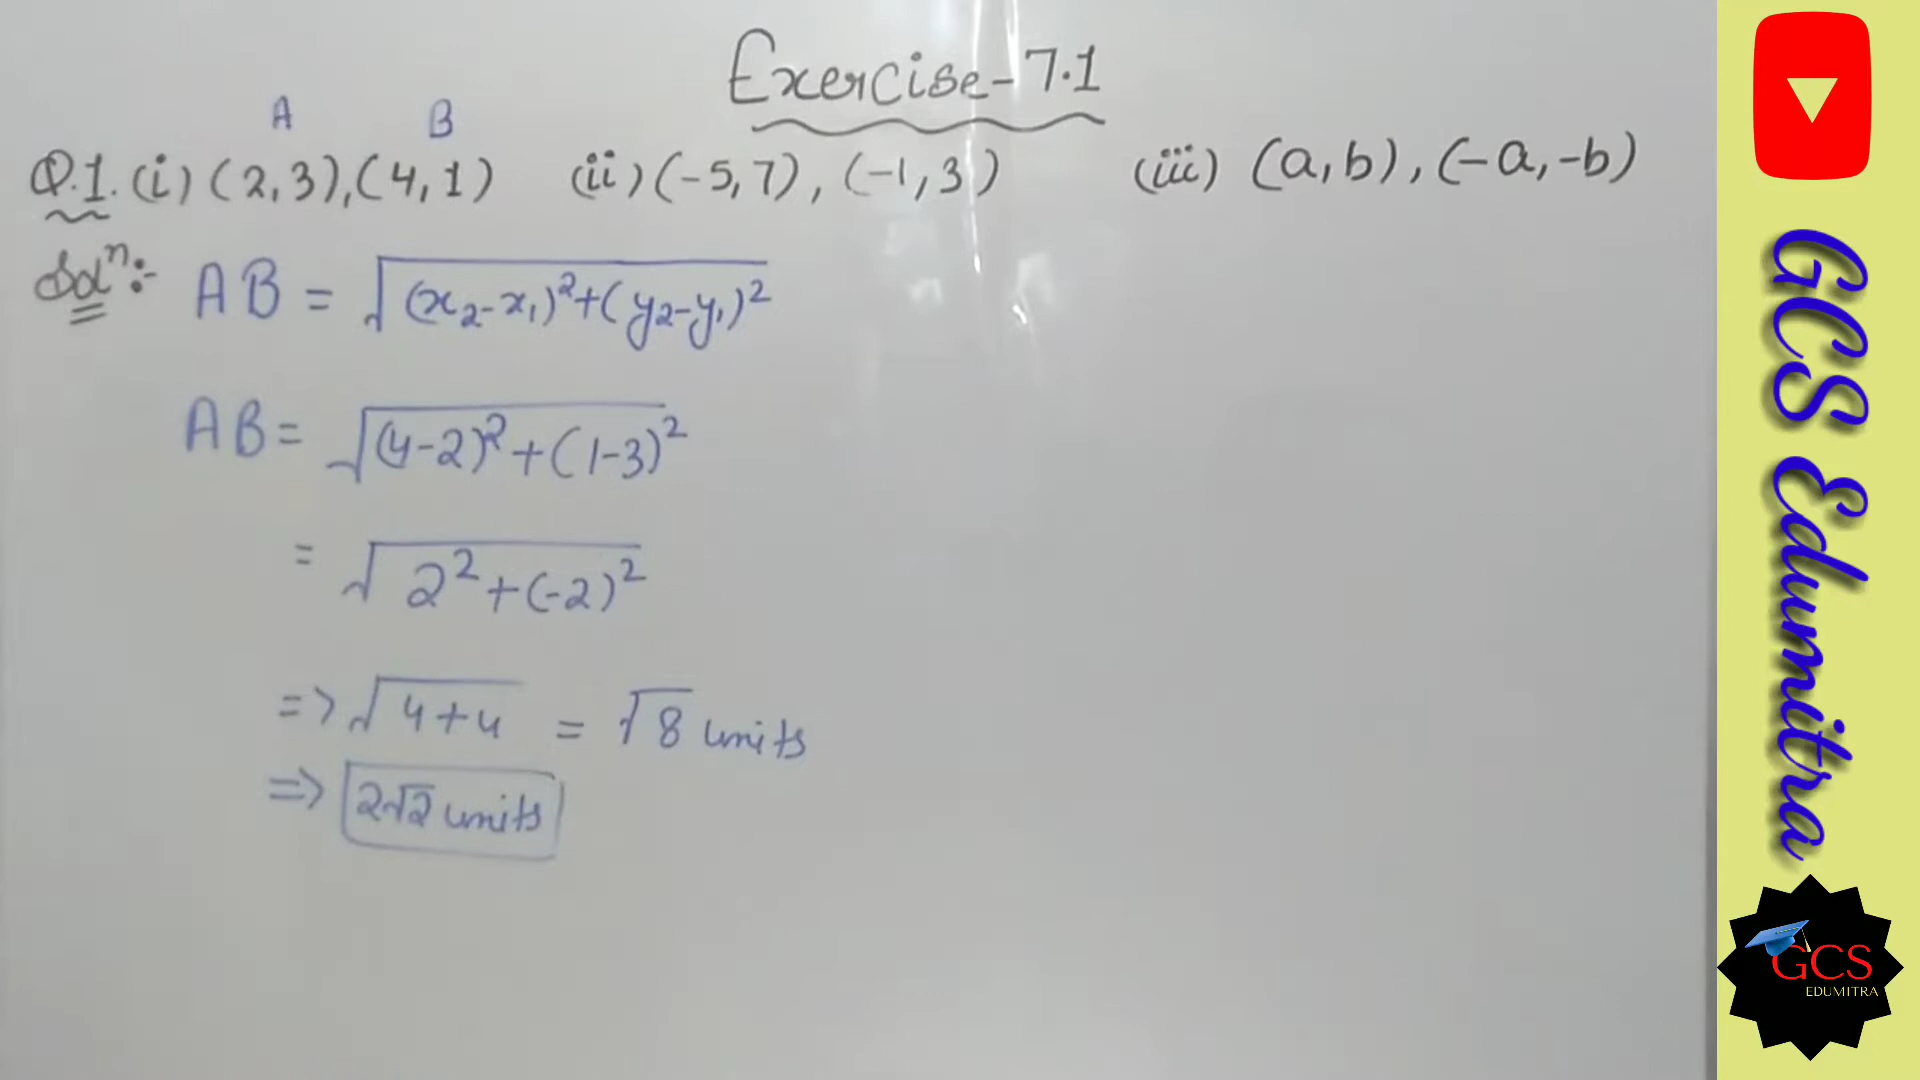 Exercise-7.1
A B
Q.1. (i) (2,3),(4,1) (ii) (-5,7), (-1,3) (iii) (a,b), (-a,-b)
Solⁿ:- AB = √(x₂-x₁)²+(y₂-y₁)²
AB = √(4-2)²+(1-3)²
= √2²+(-2)²
=> √4+4 = √8 units
=> 2√2 units
GCS Edumitra
GCS
EDUMITRA